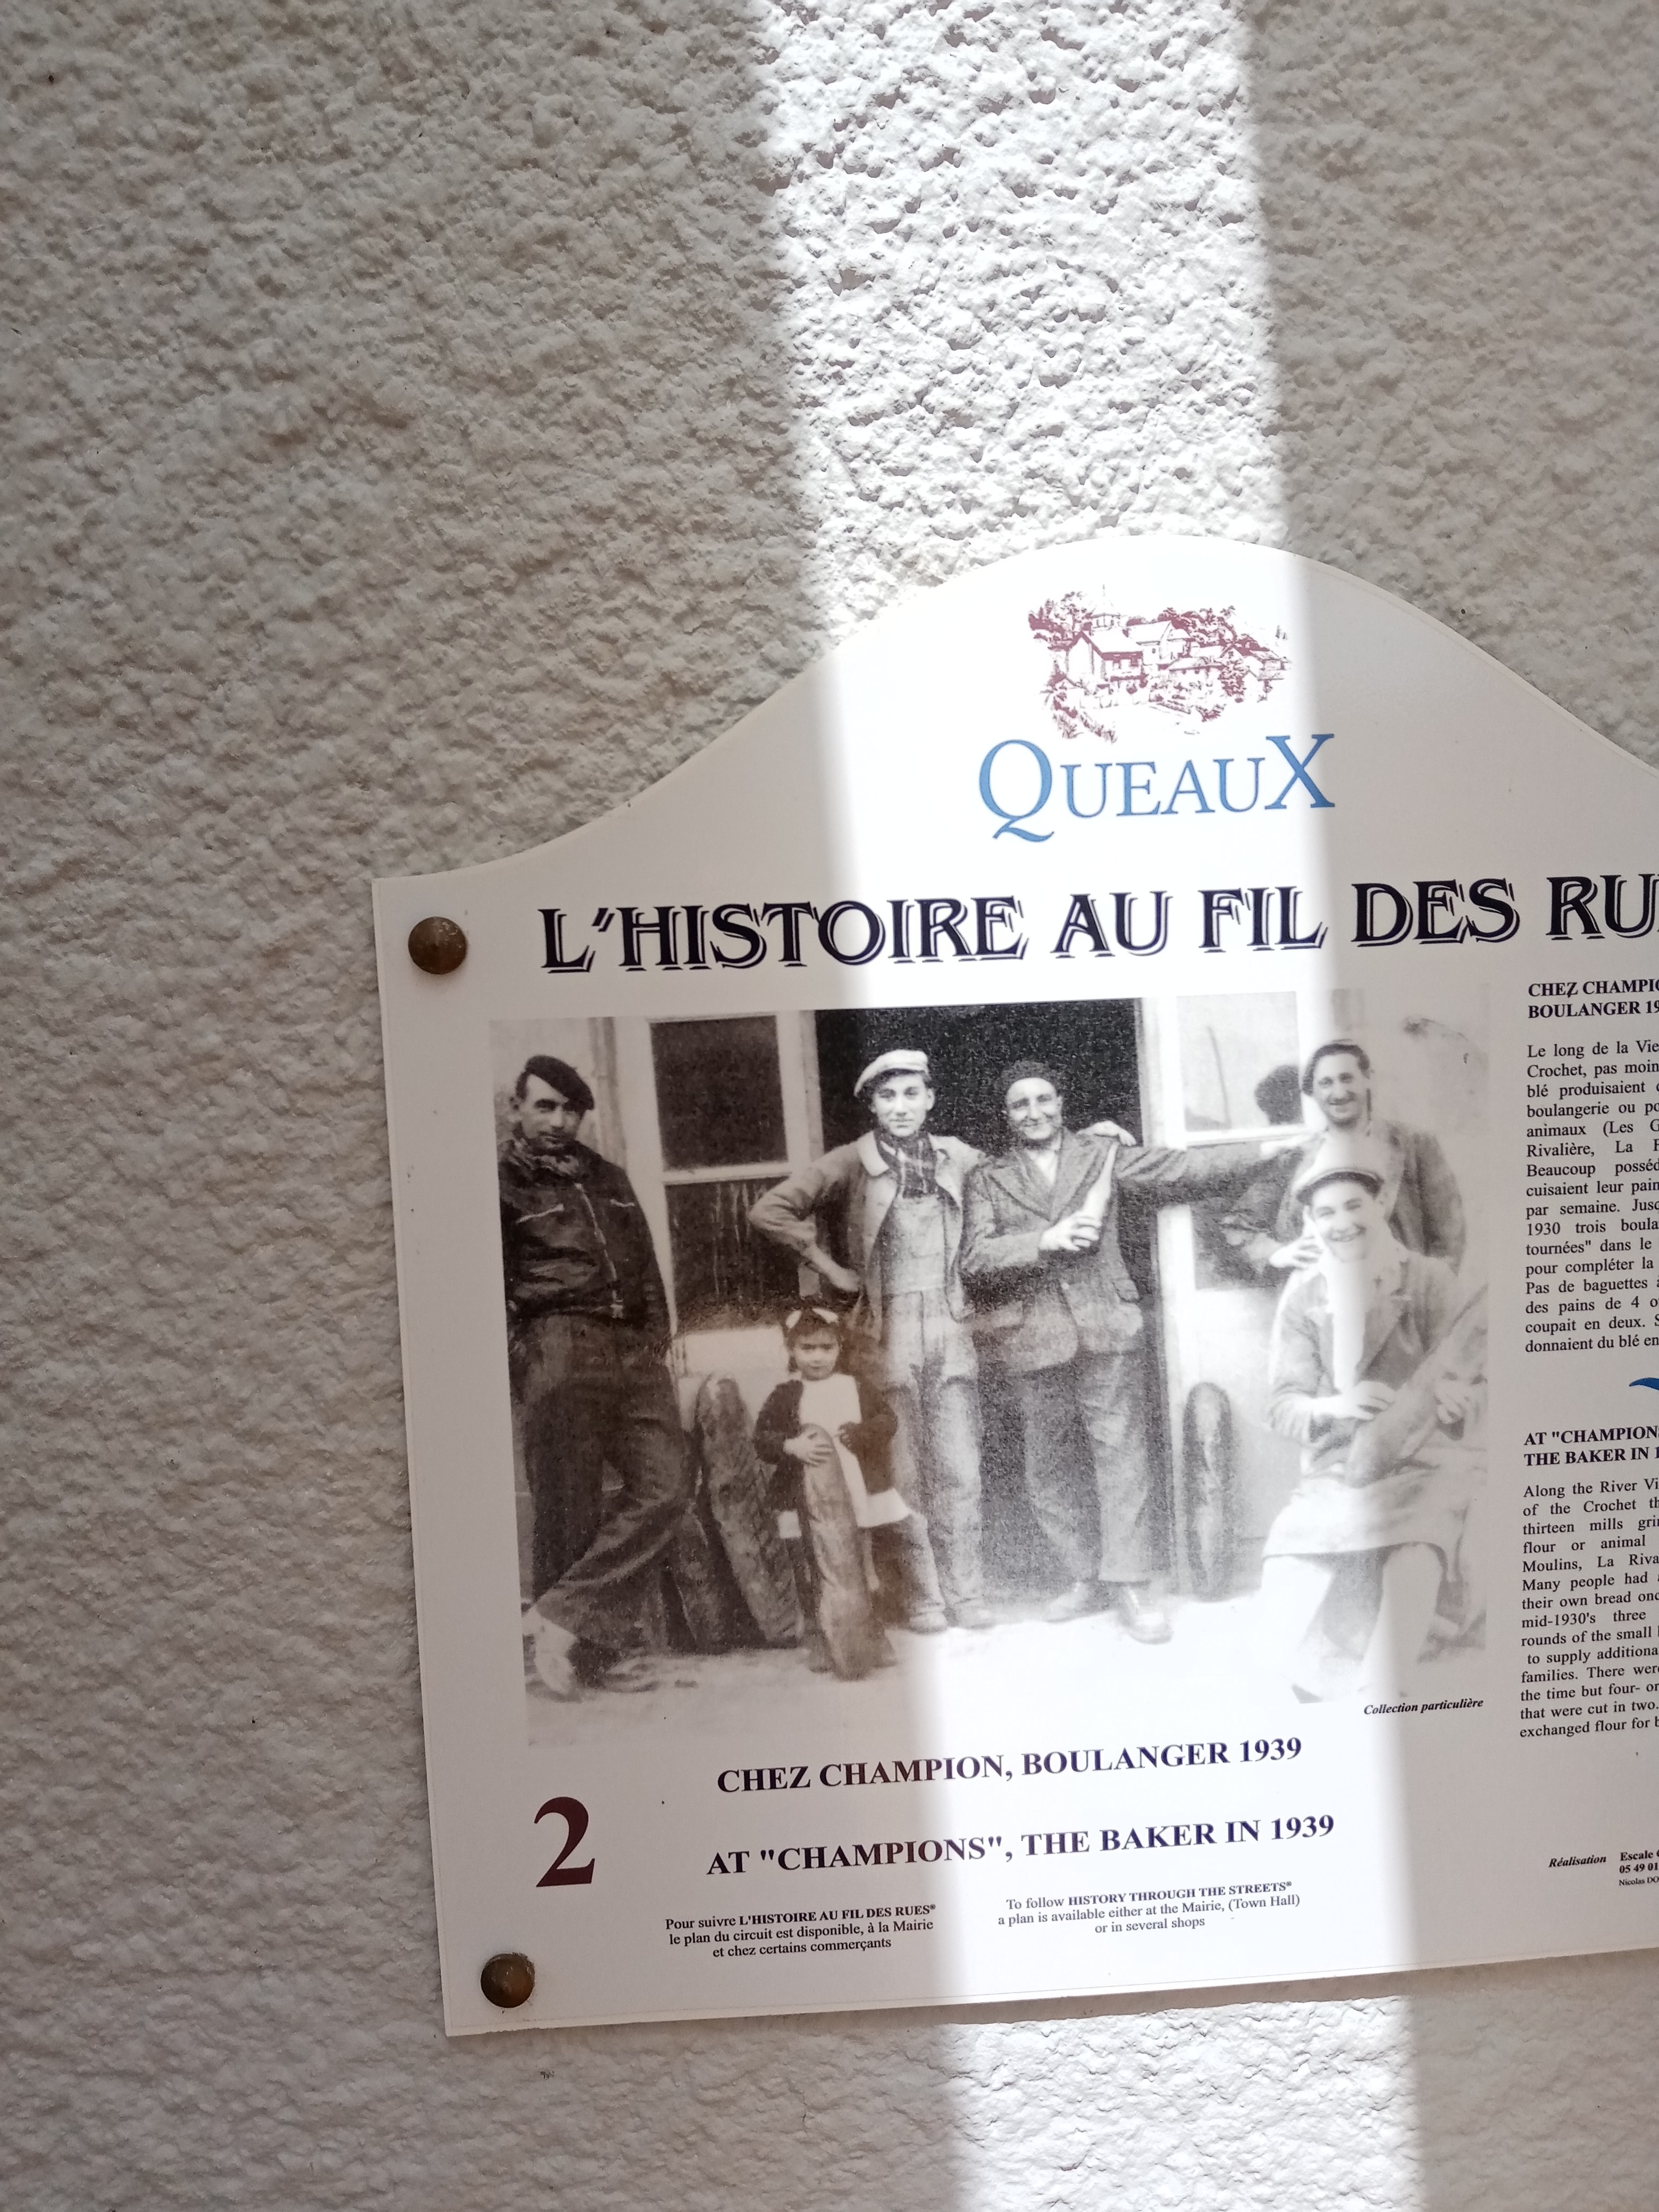 QUEAUX
L'HISTOIRE AU FIL DES
CHEZ
BOULANGER
Le long de la
Crochet, pas
blé produisaient
boulangerie ou
animaux (Les
Rivalière, La
Beaucoup
cuisaient leur pain
par semaine.
1930 trois
tournées" dans le
pour compléter la
Pas de baguettes
des pains de 4
coupait en deux.
donnaient du blé en
AT "CHAMPION
THE BAKER IN
Along the River
of the Crochet
thirteen mills
flour or animal
Moulins, La
Many people had
their own bread
mid-1930's three
rounds of the small
to supply
families. There
the time but four-
that were cut in two.
exchanged flour for
Collection particulière
CHEZ CHAMPION, BOULANGER 1939
2
AT "CHAMPIONS", THE BAKER IN 1939
Pour suivre L'HISTOIRE AU FIL DES RUES®
le plan du circuit est disponible, à la Mairie
et chez certains commerçants
To follow HISTORY THROUGH THE STREETS®
a plan is available either at the Mairie, (Town Hall)
or in several shops
Réalisation Escale
05 49 01
Nicolas